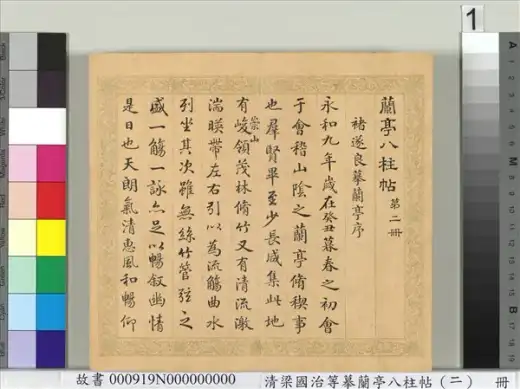 1
蘭亭八柱帖 第二冊
褚遂良摹蘭亭序
永和九年歲在癸丑暮春之初會
于會稽山陰之蘭亭脩稧事
也羣賢畢至少長咸集此地
有崇山峻領茂林脩竹又有清流激
湍暎帶左右引以為流觴曲水
列坐其次雖無絲竹管弦之
盛一觴一詠亦足以暢叙幽情
是日也天朗氣清惠風和暢仰
故書 000919N000000000 清梁國治等摹蘭亭八柱帖(二) 冊